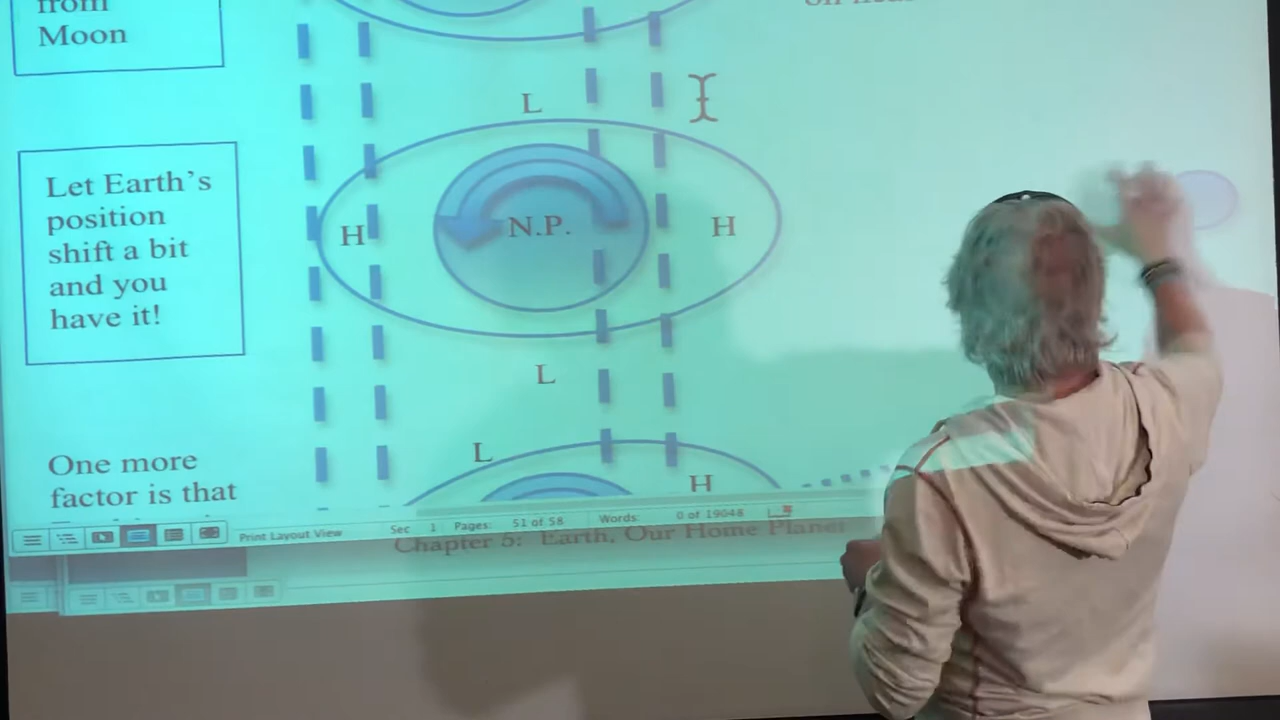 from
Moon
L
Let Earth's
position
shift a bit
and you
have it!
H
N.P.
H
L
One more
factor is that
L
H
Print Layout View
Sec 1 Pages: 51 of 58 Words: 0 of 19048
Chapter 5: Earth, Our Home Planet